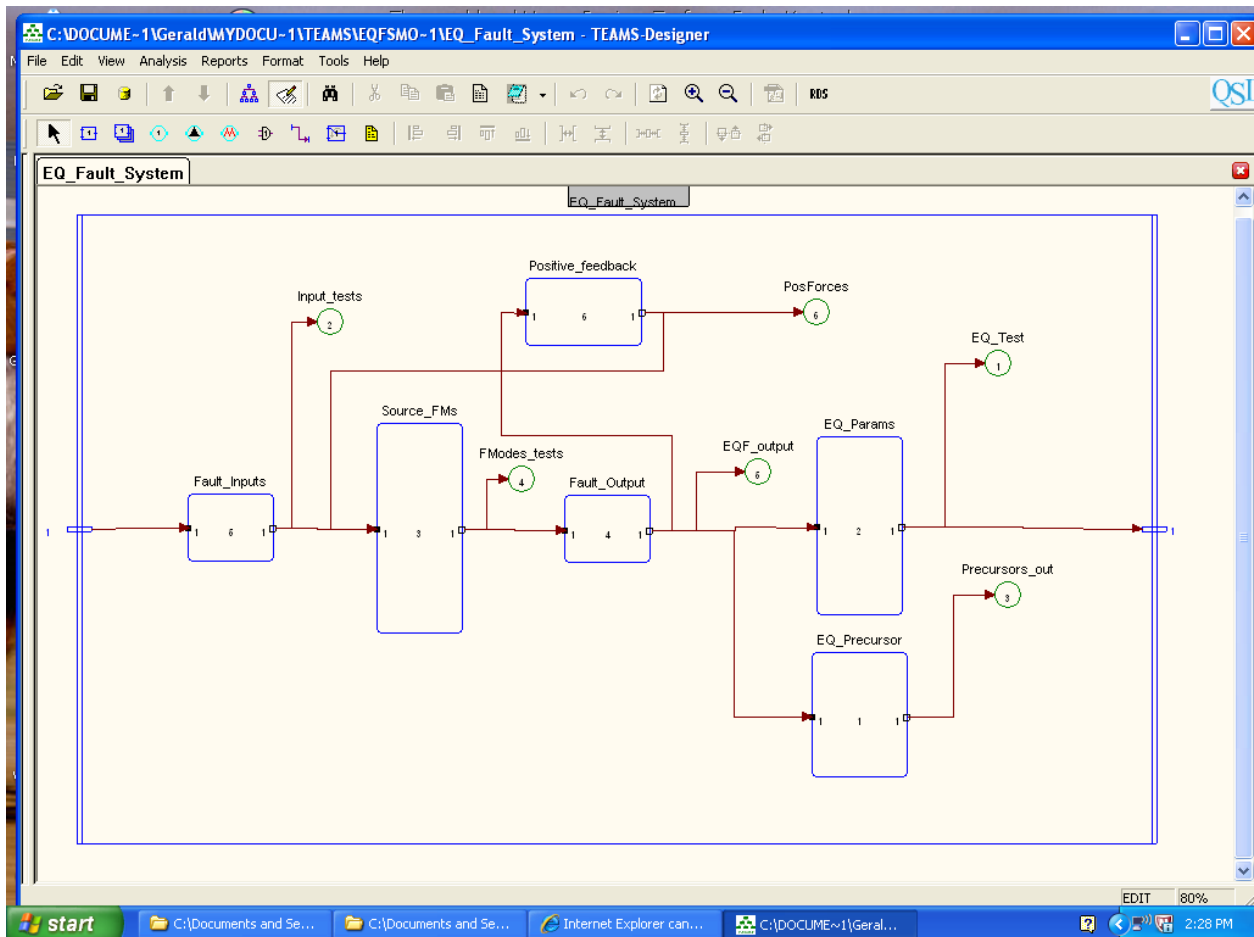 C:\DOCUME~1\Gerald\MYDOCU~1\TEAMS\EQFSMO~1\EQ_Fault_System - TEAMS-Designer
File Edit View Analysis Reports Format Tools Help
RDS
QSI
EQ_Fault_System
EQ_Fault_System
Positive_feedback
1 6 1
Input_tests
2
PosForces
6
EQ_Test
1
Source_FMs
1 3 1
EQ_Params
1 2 1
FModes_tests
4
EQF_output
5
Fault_Inputs
1 5 1
Fault_Output
1 4 1
1
1
Precursors_out
3
EQ_Precursor
1 1 1
EDIT 80%
start
C:\Documents and Se...
C:\Documents and Se...
Internet Explorer can...
C:\DOCUME~1\Geral...
2:28 PM